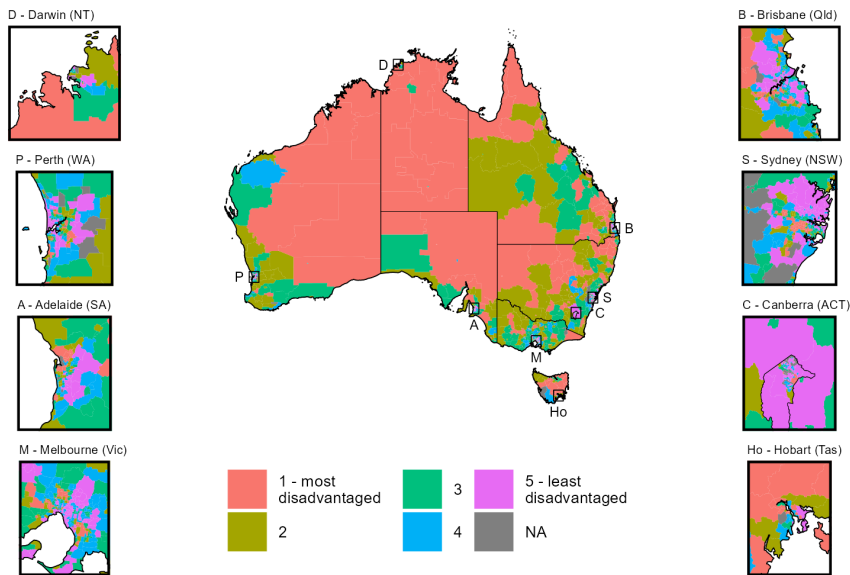 D - Darwin (NT)
B - Brisbane (Qld)
D
P - Perth (WA)
S - Sydney (NSW)
B
P
A - Adelaide (SA)
S
C - Canberra (ACT)
C
A
M
Ho
M - Melbourne (Vic)
Ho - Hobart (Tas)
1 - most
disadvantaged
3
5 - least
disadvantaged
2
4
NA